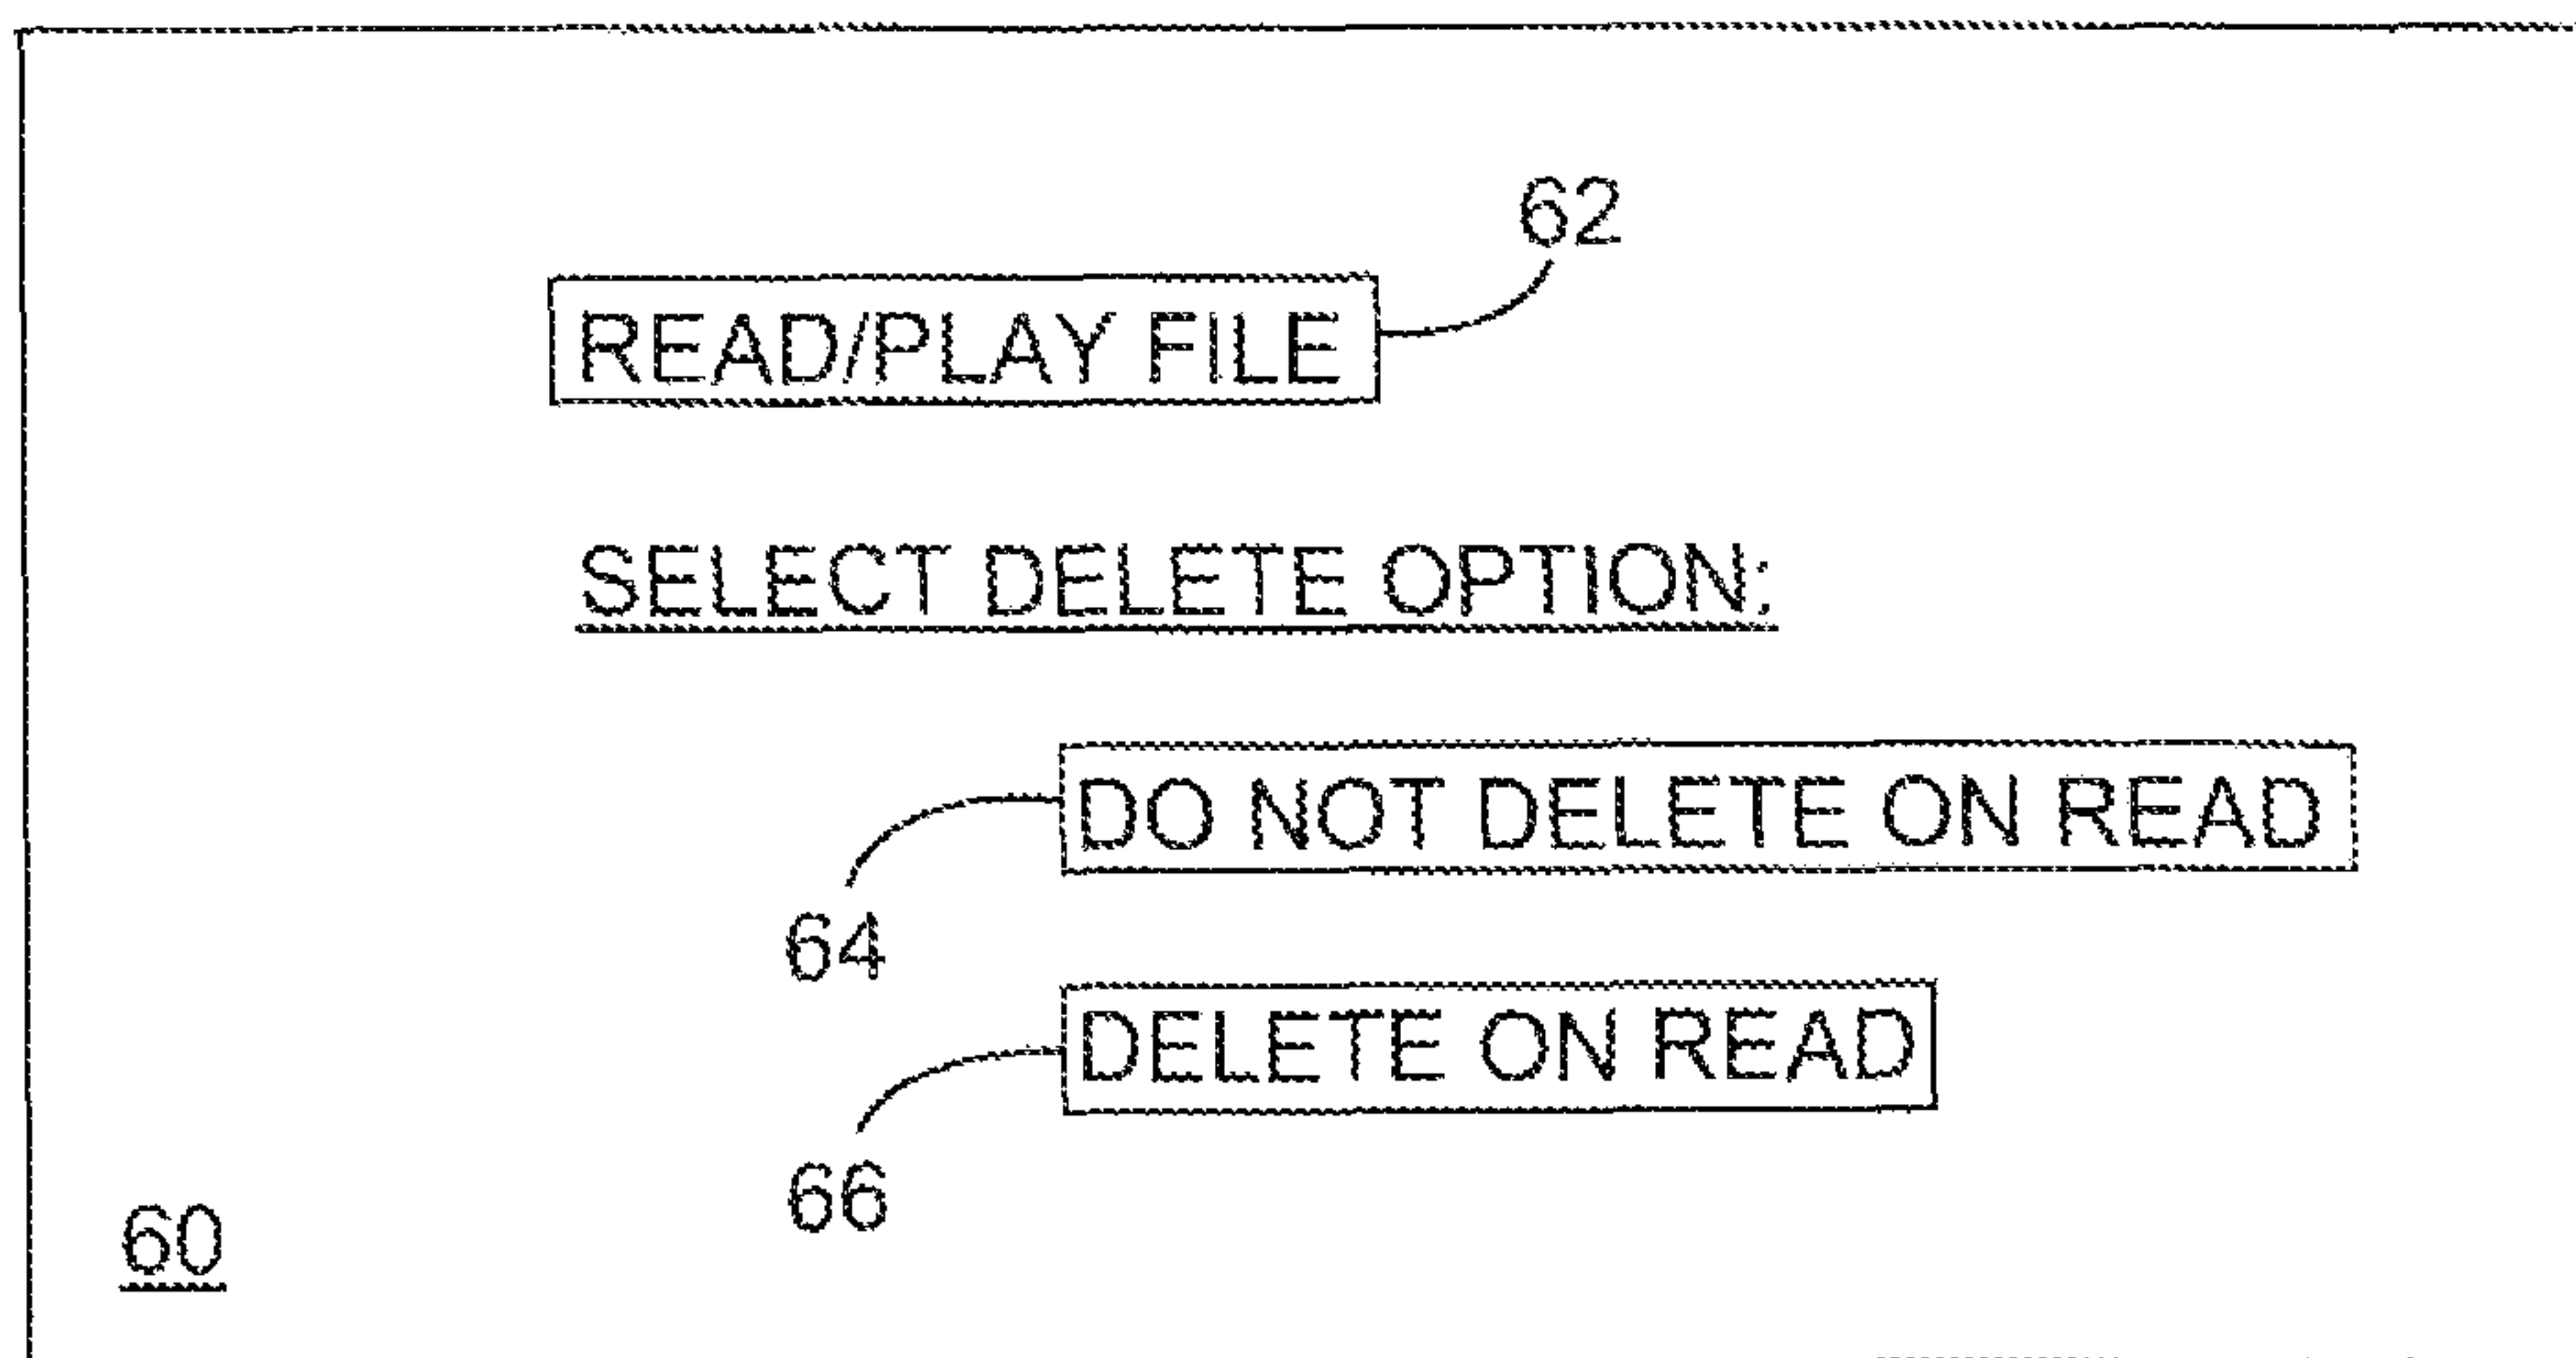 62
READ/PLAY FILE
SELECT DELETE OPTION:
DO NOT DELETE ON READ
64
DELETE ON READ
66
60